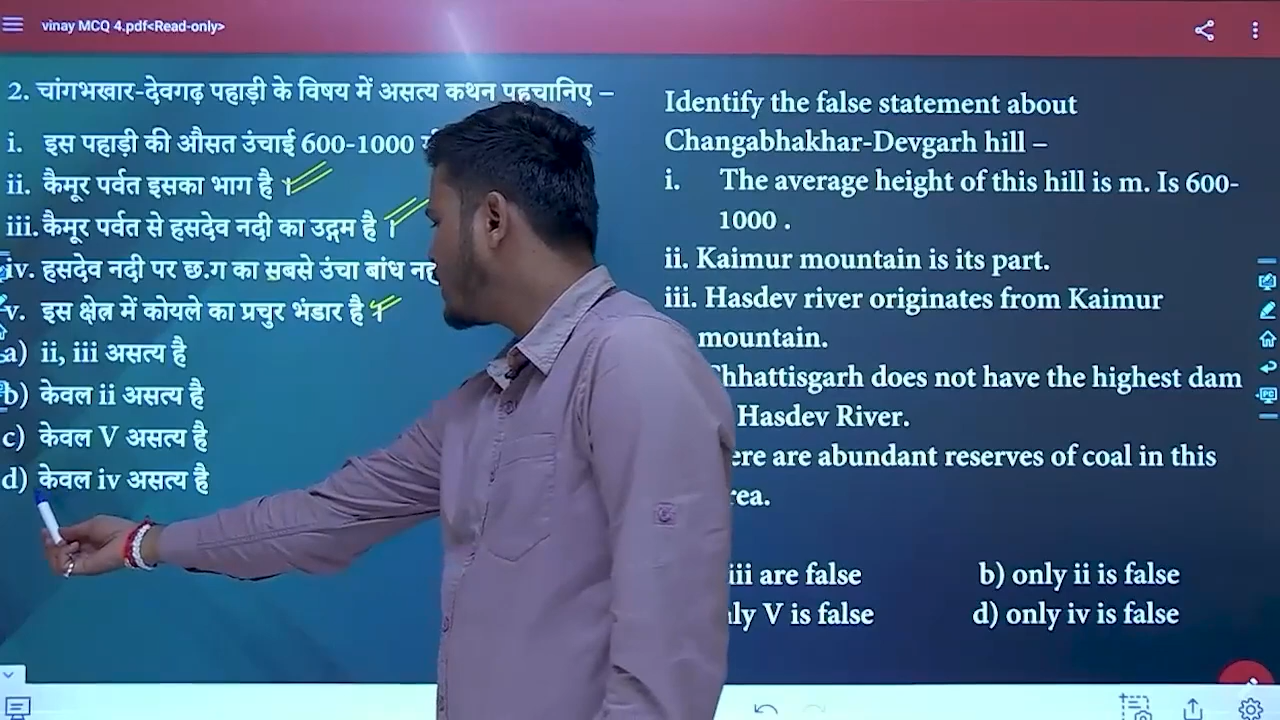 vinay MCQ 4.pdf<Read-only>
2. चांगभखार-देवगढ़ पहाड़ी के विषय में असत्य कथन पहचानिए –
i. इस पहाड़ी की औसत उंचाई 600-1000
ii. कैमूर पर्वत इसका भाग है ।
iii. कैमूर पर्वत से हसदेव नदी का उद्गम है ।
iv. हसदेव नदी पर छ.ग का सबसे उंचा बांध
v. इस क्षेत्र में कोयले का प्रचुर भंडार है ।
a) ii, iii असत्य है
b) केवल ii असत्य है
c) केवल V असत्य है
d) केवल iv असत्य है
Identify the false statement about
Changabhakhar-Devgarh hill –
i. The average height of this hill is m. Is 600-
1000 .
ii. Kaimur mountain is its part.
iii. Hasdev river originates from Kaimur
mountain.
Chhattisgarh does not have the highest dam
Hasdev River.
are abundant reserves of coal in this
iii are false b) only ii is false
V is false d) only iv is false